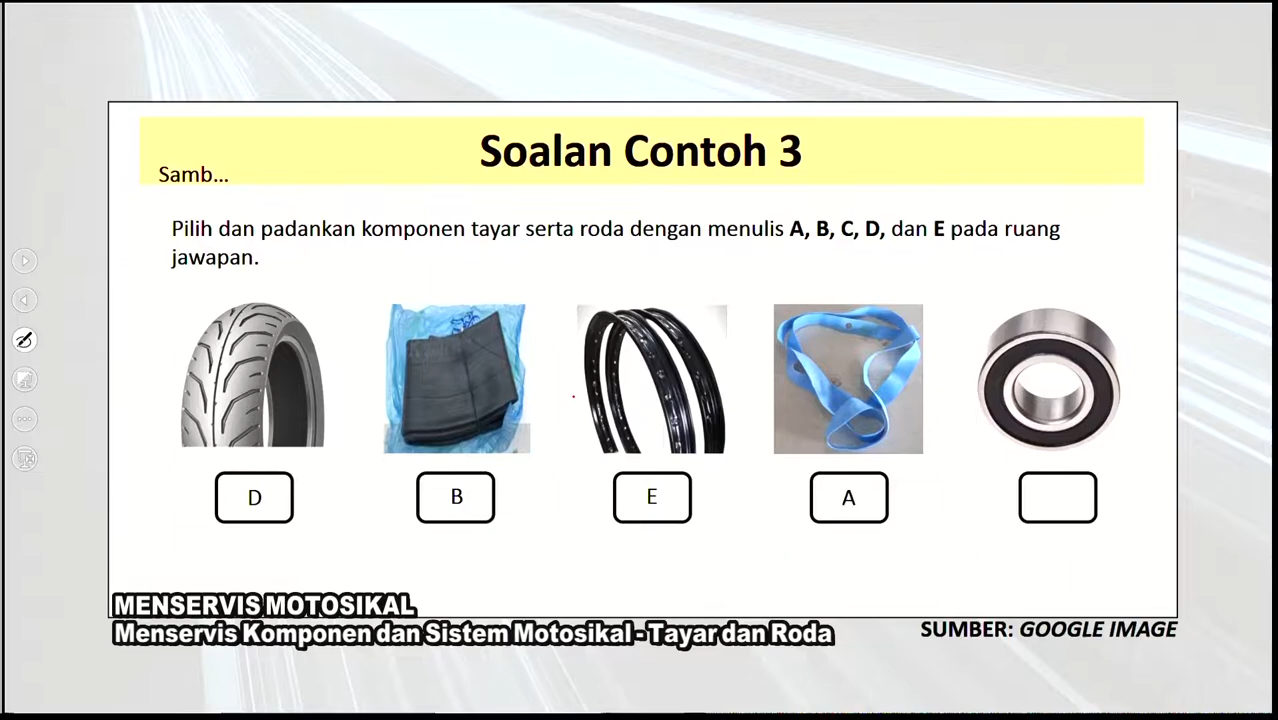 Soalan Contoh 3
Samb...
Pilih dan padankan komponen tayar serta roda dengan menulis A, B, C, D, dan E pada ruang
jawapan.
D
B
E
A
MENSERVIS MOTOSIKAL
Menservis Komponen dan Sistem Motosikal - Tayar dan Roda
SUMBER: GOOGLE IMAGE